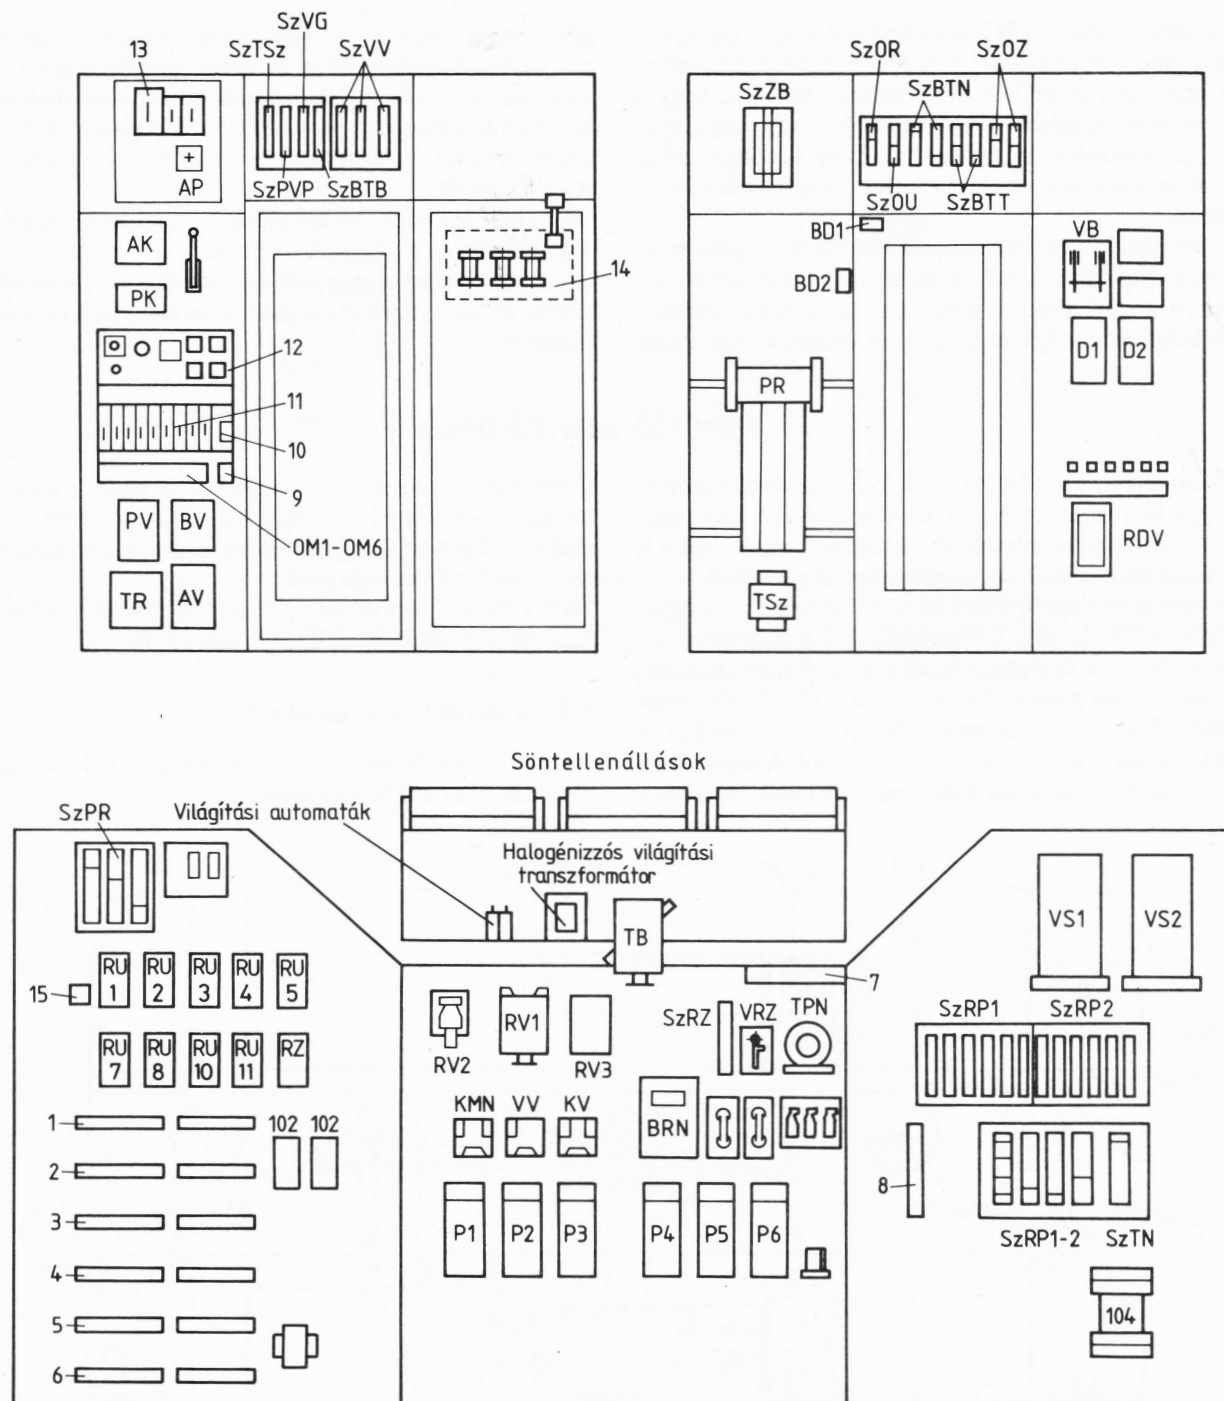 SzVG
13
SzTSz
SzVV
SzPVP
SzBTB
AP
AK
PK
12
11
10
9
OM1-OM6
PV
BV
TR
AV
14
SzOR
SzOZ
SzZB
SzBTN
SzOU
SzBTT
BD1
BD2
VB
D1
D2
PR
RDV
TSz
Söntellenállások
SzPR
Világítási automaták
Halogénizzós világítási
transzformátor
TB
7
15
RU
1
RU
2
RU
3
RU
4
RU
5
RU
7
RU
8
RU
10
RU
11
RZ
1
2
3
4
5
6
102
102
RV2
RV1
RV3
SzRZ
VRZ
TPN
KMN
VV
KV
BRN
P1
P2
P3
P4
P5
P6
VS1
VS2
SzRP1
SzRP2
8
SzRP1-2
SzTN
104